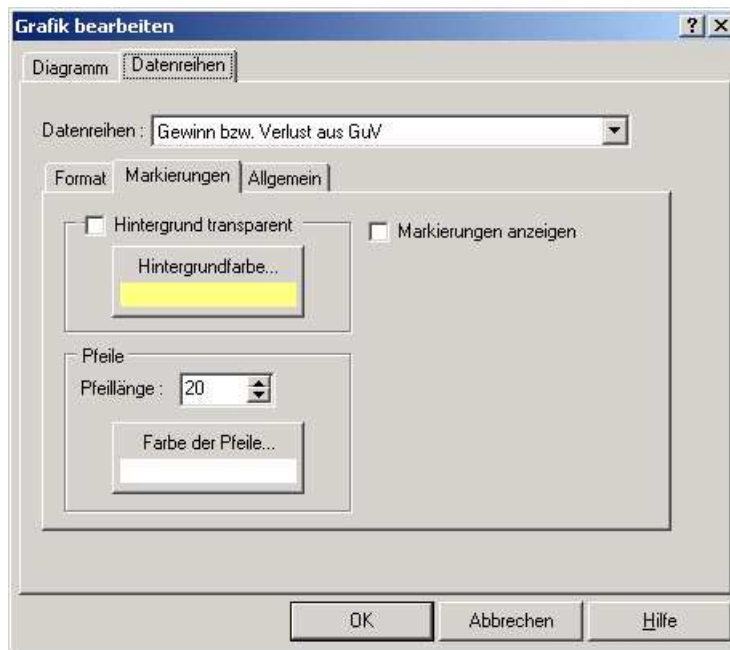 Grafik bearbeiten
Diagramm Datenreihen
Datenreihen : Gewinn bzw. Verlust aus GuV
Format Markierungen Allgemein
Hintergrund transparent Markierungen anzeigen
Hintergrundfarbe...
Pfeile
Pfeillänge : 20
Farbe der Pfeile...
OK Abbrechen Hilfe